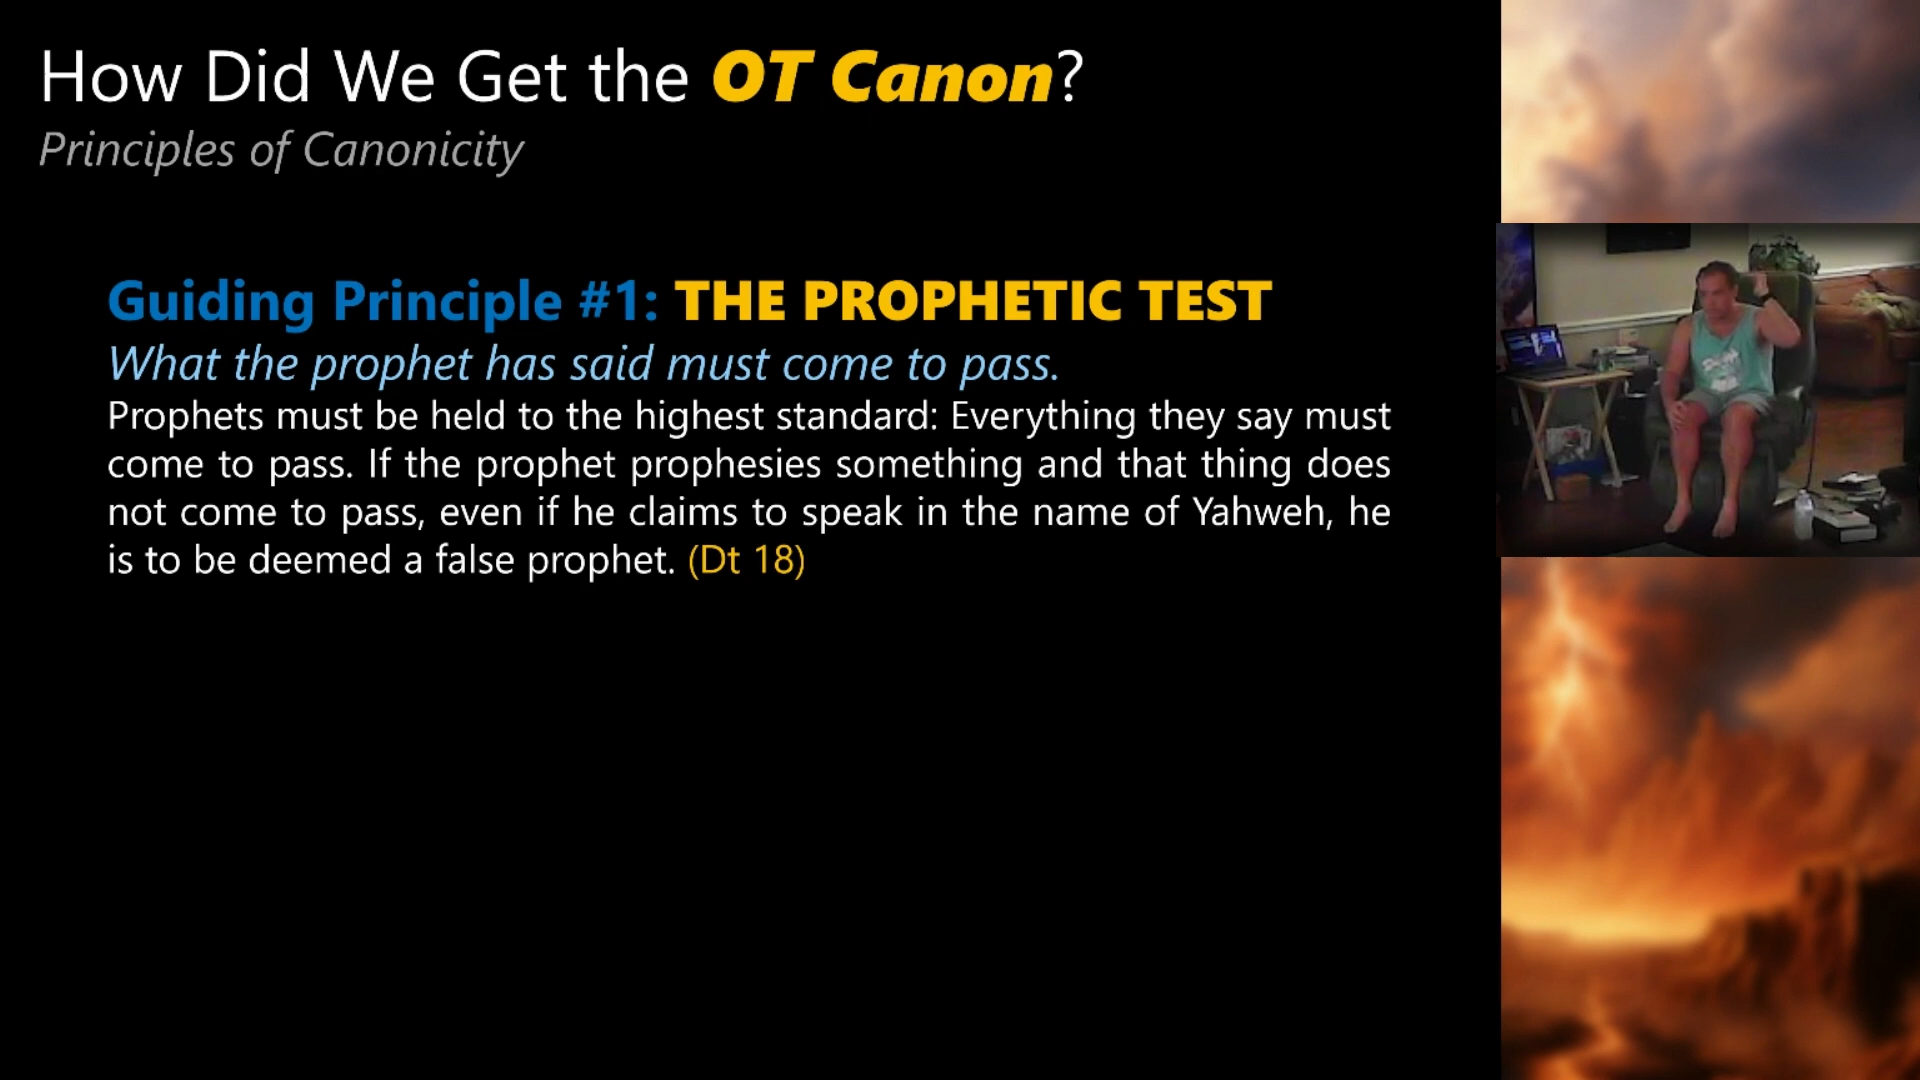 How Did We Get the OT Canon?
Principles of Canonicity
Guiding Principle #1: THE PROPHETIC TEST
What the prophet has said must come to pass.
Prophets must be held to the highest standard: Everything they say must
come to pass. If the prophet prophesies something and that thing does
not come to pass, even if he claims to speak in the name of Yahweh, he
is to be deemed a false prophet. (Dt 18)